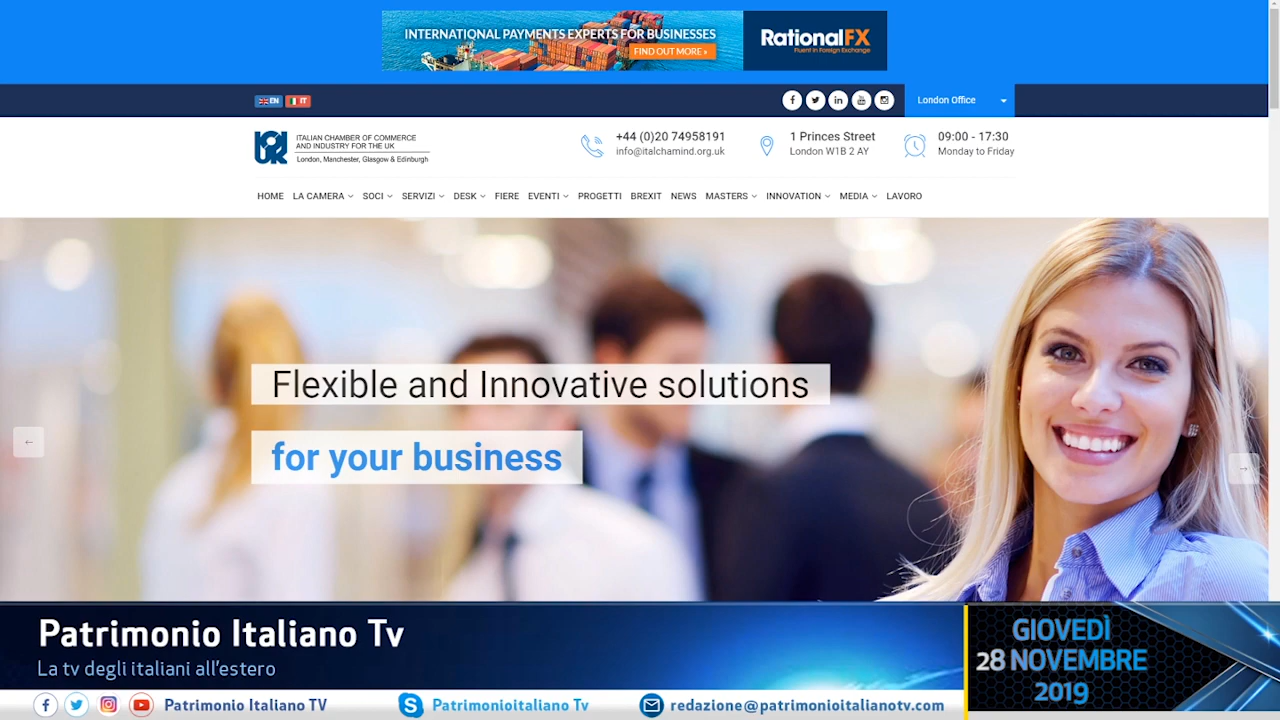 INTERNATIONAL PAYMENTS EXPERTS FOR BUSINESSES
FIND OUT MORE »
RationalFX
Fluent in Foreign Exchange
EN IT
London Office
ITALIAN CHAMBER OF COMMERCE
AND INDUSTRY FOR THE UK
London, Manchester, Glasgow & Edinburgh
+44 (0)20 74958191
info@italchamind.org.uk
1 Princes Street
London W1B 2 AY
09:00 - 17:30
Monday to Friday
HOME LA CAMERA SOCI SERVIZI DESK FIERE EVENTI PROGETTI BREXIT NEWS MASTERS INNOVATION MEDIA LAVORO
Flexible and Innovative solutions
for your business
Patrimonio Italiano Tv
La tv degli italiani all'estero
GIOVEDÌ
28 NOVEMBRE
2019
Patrimonio Italiano TV Patrimonioitaliano Tv redazione@patrimonioitalianotv.com